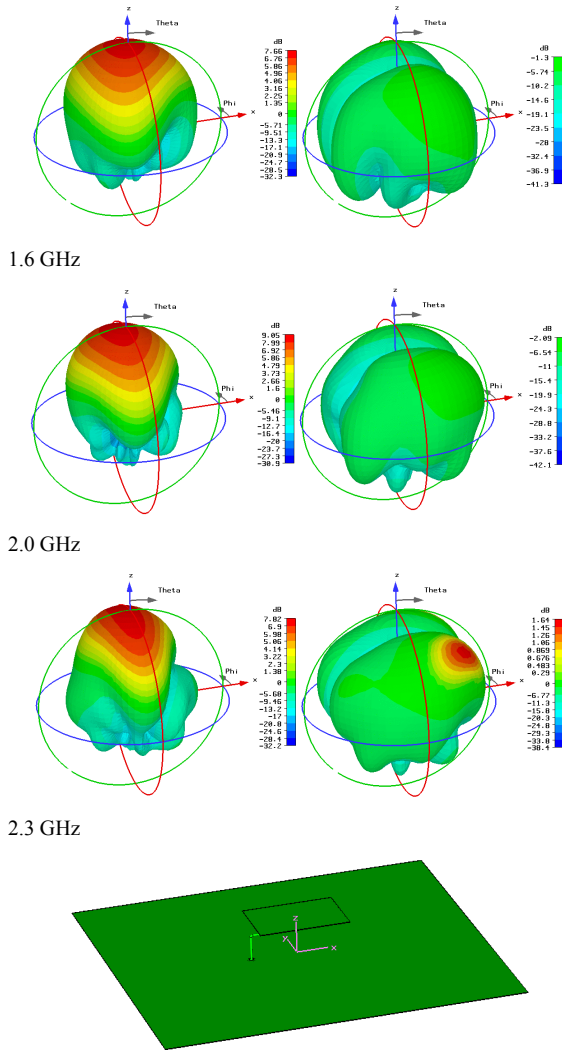 z
Theta
Phi
x
dB
7.66
6.76
5.86
4.96
3.16
2.25
1.35
0
-5.71
-9.51
-13.3
-17.1
-20.9
-24.7
-28.5
-32.3
z
Theta
Phi
x
dB
-1.3
-5.74
-10.2
-14.6
-19.1
-23.5
-28
-32.4
-36.9
-41.3
1.6 GHz
z
Theta
Phi
x
dB
9.05
7.99
6.92
5.86
4.79
3.73
2.66
1.6
0
-5.46
-9.1
-12.7
-16.4
-20
-23.7
-27.3
-30.9
z
Theta
Phi
x
dB
-2.09
-6.54
-11
-15.4
-19.9
-24.3
-28.8
-33.2
-37.6
-42.1
2.0 GHz
z
Theta
Phi
x
dB
7.82
6.9
5.98
5.06
4.14
3.22
2.3
1.38
0
-5.68
-9.46
-13.2
-17
-20.8
-24.6
-28.4
-32.2
z
Theta
Phi
x
dB
1.64
1.45
1.26
1.06
0.869
0.676
0.483
0.29
0
-6.77
-11.3
-15.8
-20.3
-24.8
-29.3
-33.8
-38.4
2.3 GHz
z
y
x